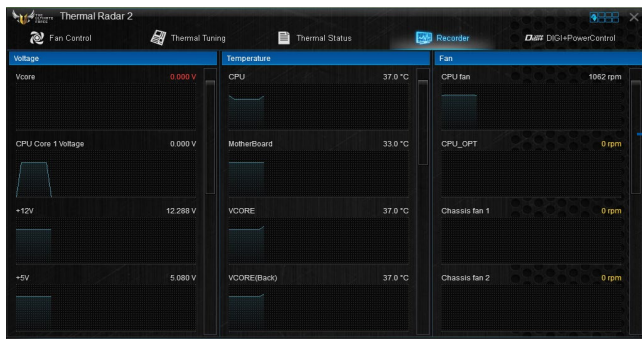 THE ULTIMATE FORCE Thermal Radar 2
Fan Control Thermal Tuning Thermal Status Recorder DIGI+PowerControl
Voltage Temperature Fan
Vcore 0.000 V CPU 37.0 °C CPU fan 1062 rpm
CPU Core 1 Voltage 0.000 V MotherBoard 33.0 °C CPU_OPT 0 rpm
+12V 12.288 V VCORE 37.0 °C Chassis fan 1 0 rpm
+5V 5.080 V VCORE(Back) 37.0 °C Chassis fan 2 0 rpm